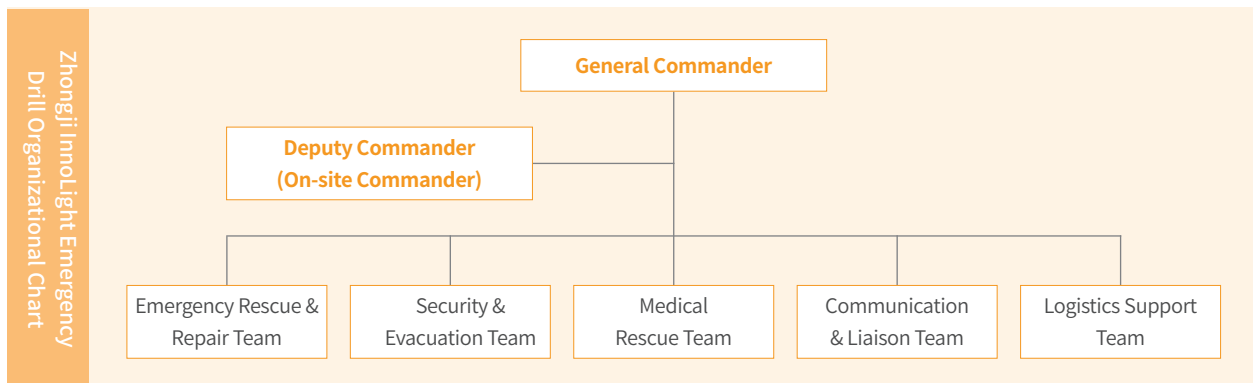 Zhongji InnoLight Emergency
Drill Organizational Chart
General Commander
Deputy Commander
(On-site Commander)
Emergency Rescue &
Repair Team
Security &
Evacuation Team
Medical
Rescue Team
Communication
& Liaison Team
Logistics Support
Team